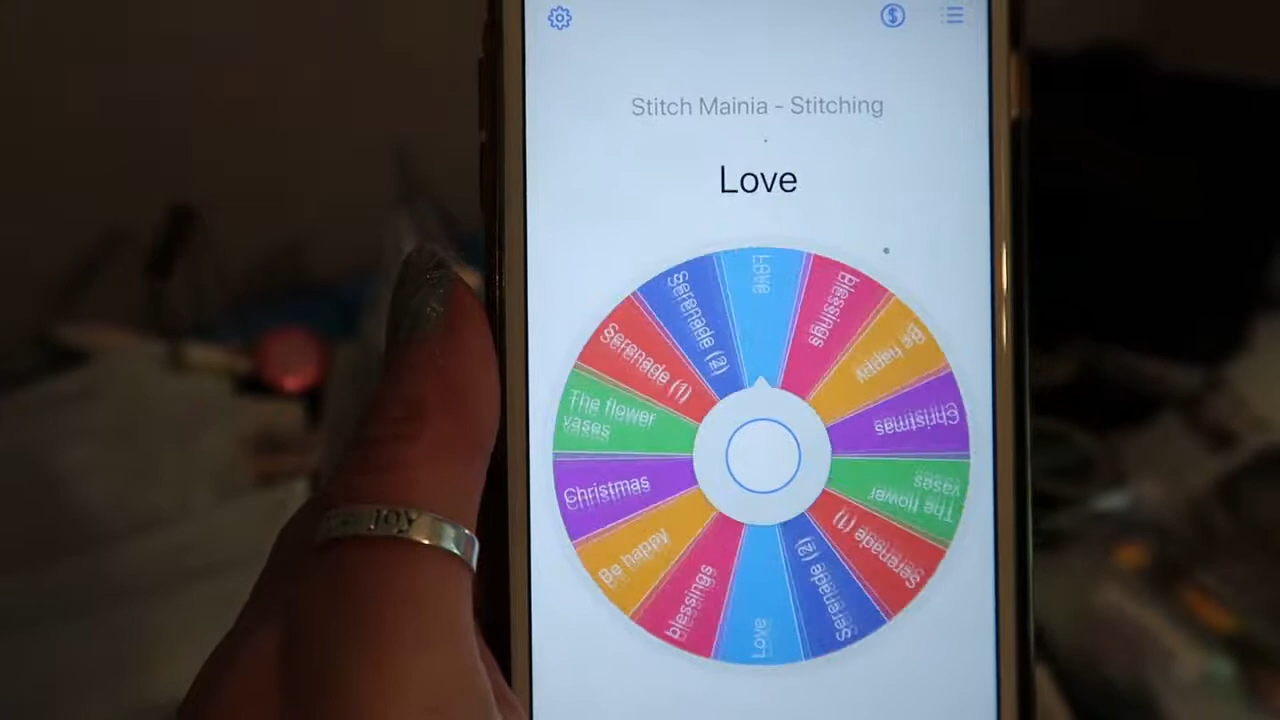 $
Stitch Mainia - Stitching
Love
Love
blessings
Be happy
Christmas
The flower
vases
Serenade (1)
Serenade (2)
Love
blessings
Be happy
Christmas
The flower
vases
Serenade (1)
Serenade (2)
JOY